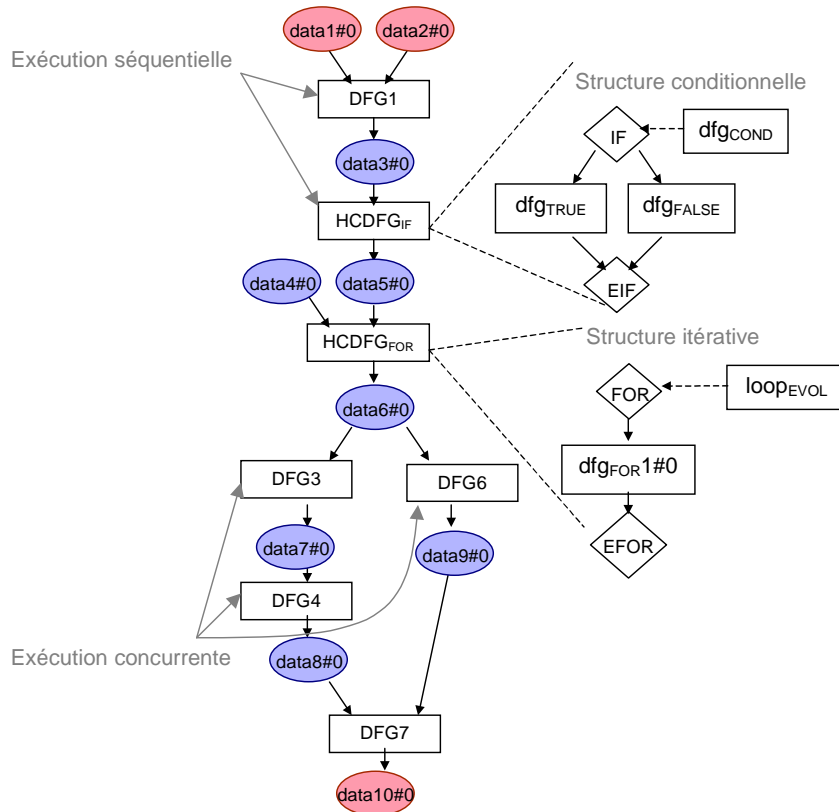 data1#0
data2#0
Exécution séquentielle
Structure conditionnelle
DFG1
IF
dfgCOND
data3#0
dfgTRUE
dfgFALSE
HCDFGIF
data4#0
data5#0
EIF
HCDFGFOR
Structure itérative
FOR
loopEVOL
data6#0
dfgFOR1#0
DFG3
DFG6
data7#0
data9#0
EFOR
DFG4
Exécution concurrente
data8#0
DFG7
data10#0